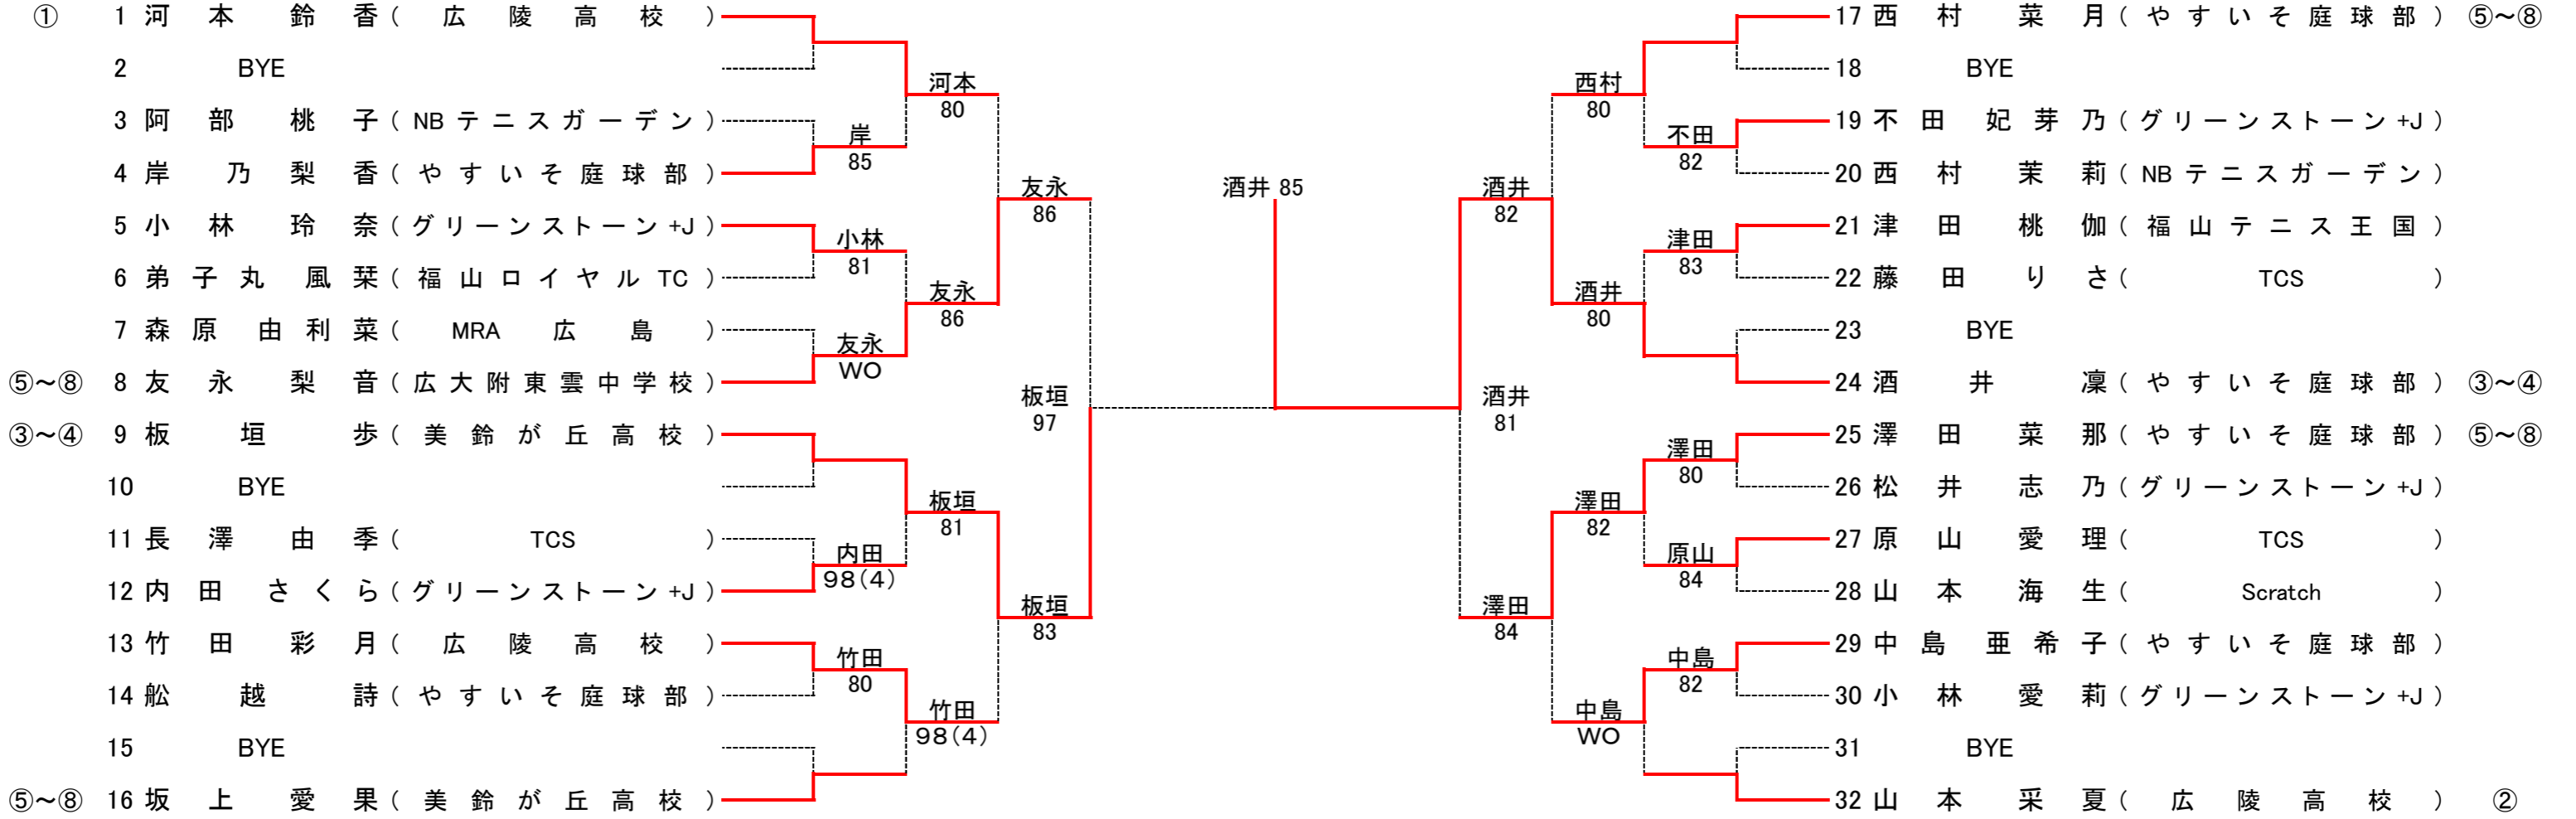 ① 1 河本 鈴香 ( 広陵高校 )
2 BYE
3 阿部 桃子 ( NBテニスガーデン )
4 岸 乃梨香 ( やすいそ庭球部 )
5 小林 玲奈 ( グリーンストーン+J )
6 弟子丸 風栞 ( 福山ロイヤルTC )
7 森原 由利菜 ( MRA広島 )
⑤～⑧ 8 友永 梨音 ( 広大附東雲中学校 )
③～④ 9 板垣 歩 ( 美鈴が丘高校 )
10 BYE
11 長澤 由季 ( TCS )
12 内田 さくら ( グリーンストーン+J )
13 竹田 彩月 ( 広陵高校 )
14 舩越 詩 ( やすいそ庭球部 )
15 BYE
⑤～⑧ 16 坂上 愛果 ( 美鈴が丘高校 )
岸
85
小林
81
友永
WO
内田
98(4)
竹田
80
河本
80
友永
86
板垣
81
竹田
98(4)
友永
86
板垣
83
板垣
97
酒井 85
酒井
81
酒井
82
澤田
84
西村
80
酒井
80
澤田
82
中島
WO
不田
82
津田
83
澤田
80
原山
84
中島
82
17 西村 菜月 ( やすいそ庭球部 ) ⑤～⑧
18 BYE
19 不田 妃芽乃 ( グリーンストーン+J )
20 西村 茉莉 ( NBテニスガーデン )
21 津田 桃伽 ( 福山テニス王国 )
22 藤田 りさ ( TCS )
23 BYE
24 酒井 凜 ( やすいそ庭球部 ) ③～④
25 澤田 菜那 ( やすいそ庭球部 ) ⑤～⑧
26 松井 志乃 ( グリーンストーン+J )
27 原山 愛理 ( TCS )
28 山本 海生 ( Scratch )
29 中島 亜希子 ( やすいそ庭球部 )
30 小林 愛莉 ( グリーンストーン+J )
31 BYE
32 山本 采夏 ( 広陵高校 ) ②